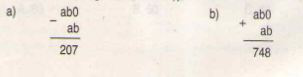 a) ab0 b) ab0
– +
ab ab
207 748